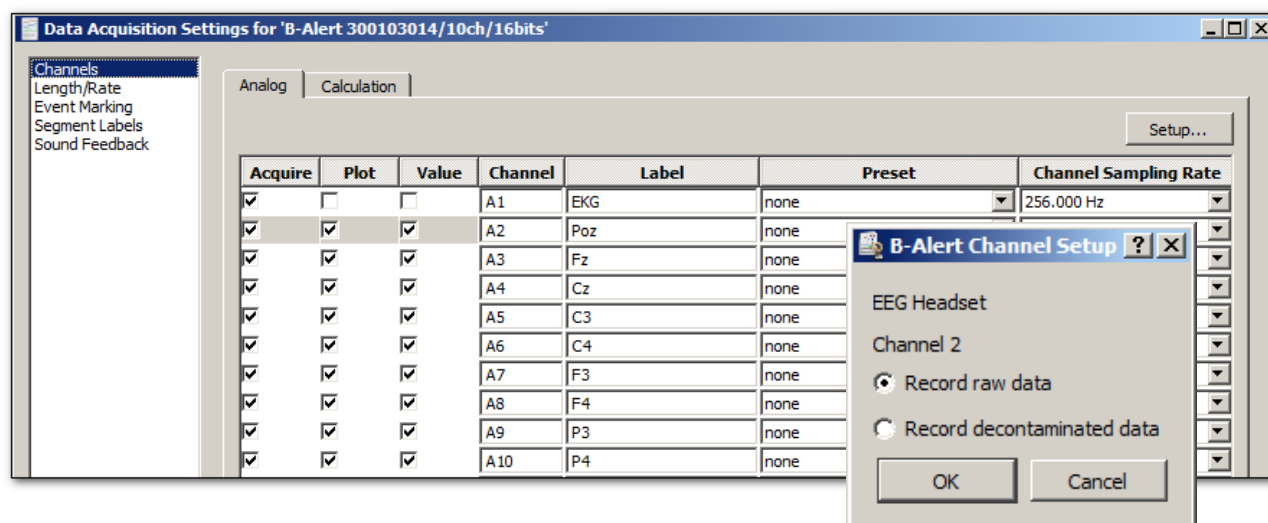 Data Acquisition Settings for 'B-Alert 300103014/10ch/16bits'
Channels
Length/Rate
Event Marking
Segment Labels
Sound Feedback
Analog Calculation
Setup...
Acquire Plot Value Channel Label Preset Channel Sampling Rate
A1 EKG none 256.000 Hz
A2 Poz none
A3 Fz none
A4 Cz none
A5 C3 none
A6 C4 none
A7 F3 none
A8 F4 none
A9 P3 none
A10 P4 none
B-Alert Channel Setup ?
EEG Headset
Channel 2
Record raw data
Record decontaminated data
OK Cancel